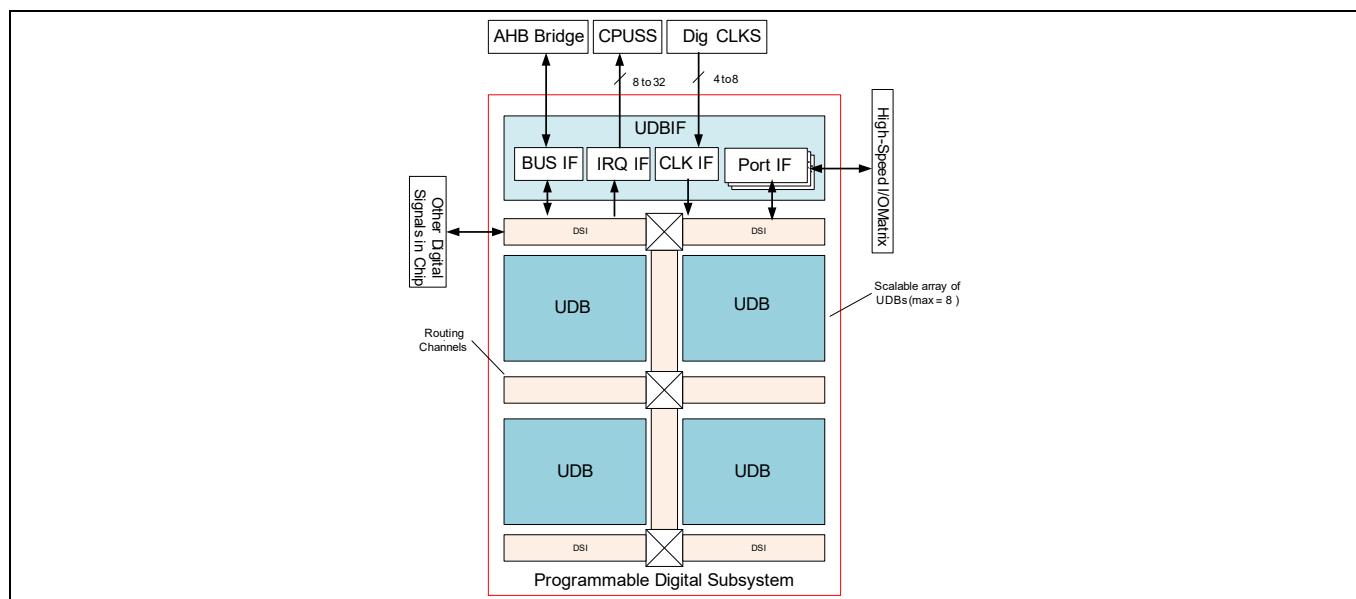 AHB Bridge
CPUSS
Dig CLKS
8 to 32
4 to 8
High-Speed I/OMatrix
UDBIF
BUS IF
IRQ IF
CLK IF
Port IF
Other Digital
Signals in Chip
DSI
DSI
UDB
UDB
Scalable array of
UDBs (max = 8 )
Routing
Channels
UDB
UDB
DSI
DSI
Programmable Digital Subsystem